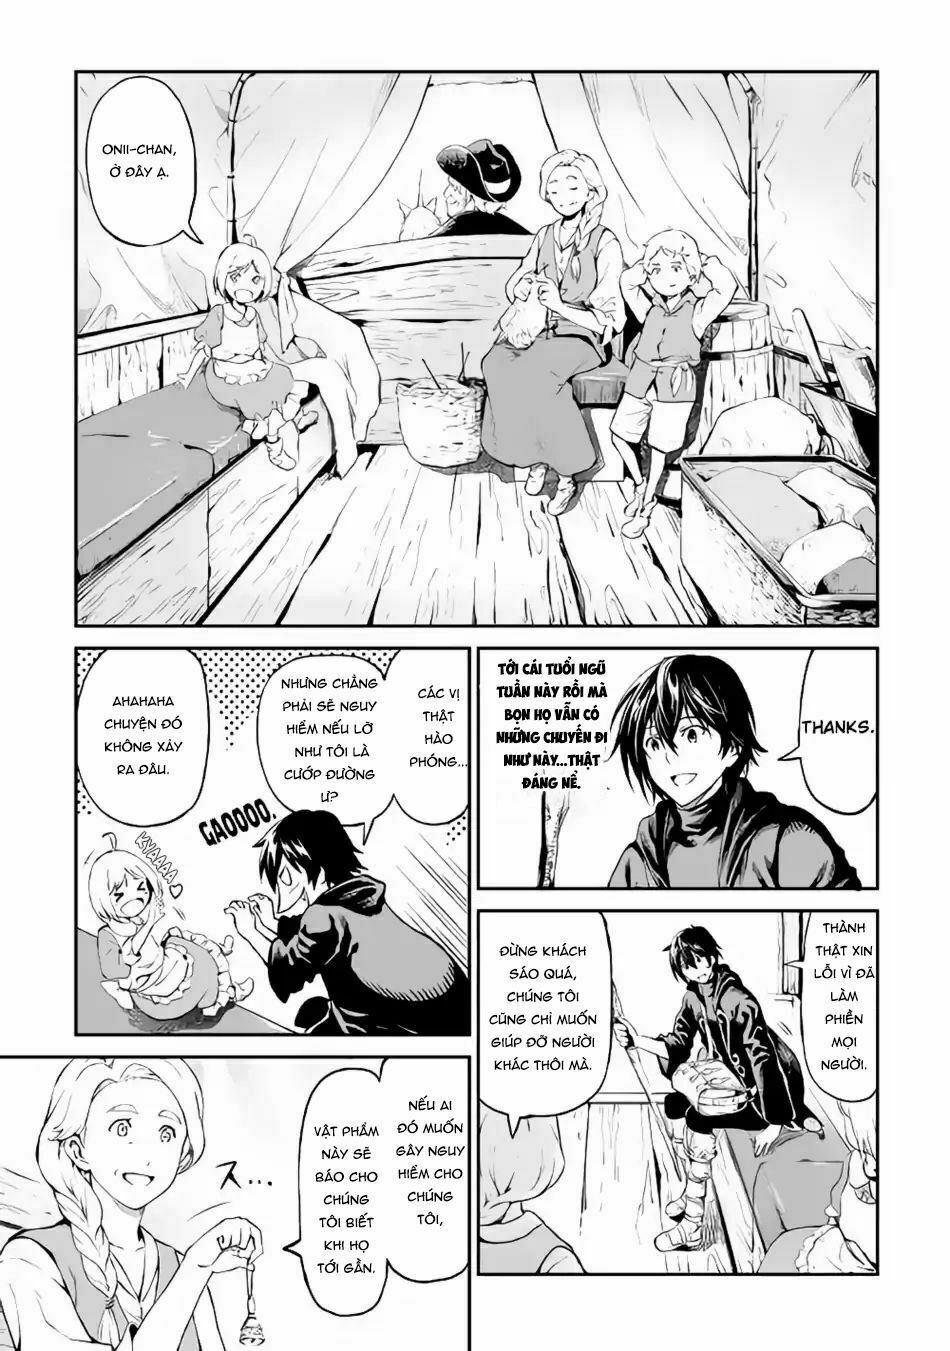 ONII-CHAN,
Ở ĐÂY Ạ.
THANKS.
TỚI CÁI TUỔI NGŨ
TUẦN NÀY RỒI MÀ
BỌN HỌ VẪN CÓ
NHỮNG CHUYẾN ĐI
NHƯ NÀY...THẬT
ĐÁNG NỂ.
CÁC VỊ
THẬT
HÀO
PHÓNG...
NHƯNG CHẲNG
PHẢI SẼ NGUY
HIỂM NẾU LỠ
NHƯ TÔI LÀ
CƯỚP ĐƯỜNG
Ư?
GAOOOO.
KYAAAA
AHAHAHA
CHUYỆN ĐÓ
KHÔNG XẢY
RA ĐÂU.
THÀNH
THẬT XIN
LỖI VÌ ĐÃ
LÀM
PHIỀN
MỌI
NGƯỜI.
ĐỪNG KHÁCH
SÁO QUÁ,
CHÚNG TÔI
CŨNG CHỈ MUỐN
GIÚP ĐỠ NGƯỜI
KHÁC THÔI MÀ.
NẾU AI
ĐÓ MUỐN
GÂY NGUY
HIỂM CHO
CHÚNG
TÔI,
VẬT PHẨM
NÀY SẼ
BÁO CHO
CHÚNG
TÔI BIẾT
KHI HỌ
TỚI GẦN.
ス...